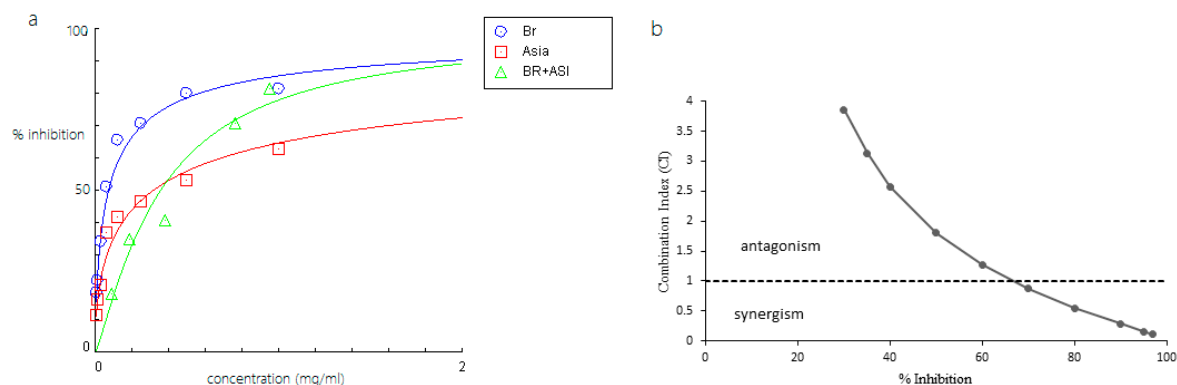 a
100
50
0
% inhibition
0
2
concentration (mg/ml)
Br
Asia
BR+ASI
b
4
3.5
3
2.5
2
1.5
1
0.5
0
Combination Index (CI)
antagonism
synergism
0
20
40
60
80
100
% Inhibition